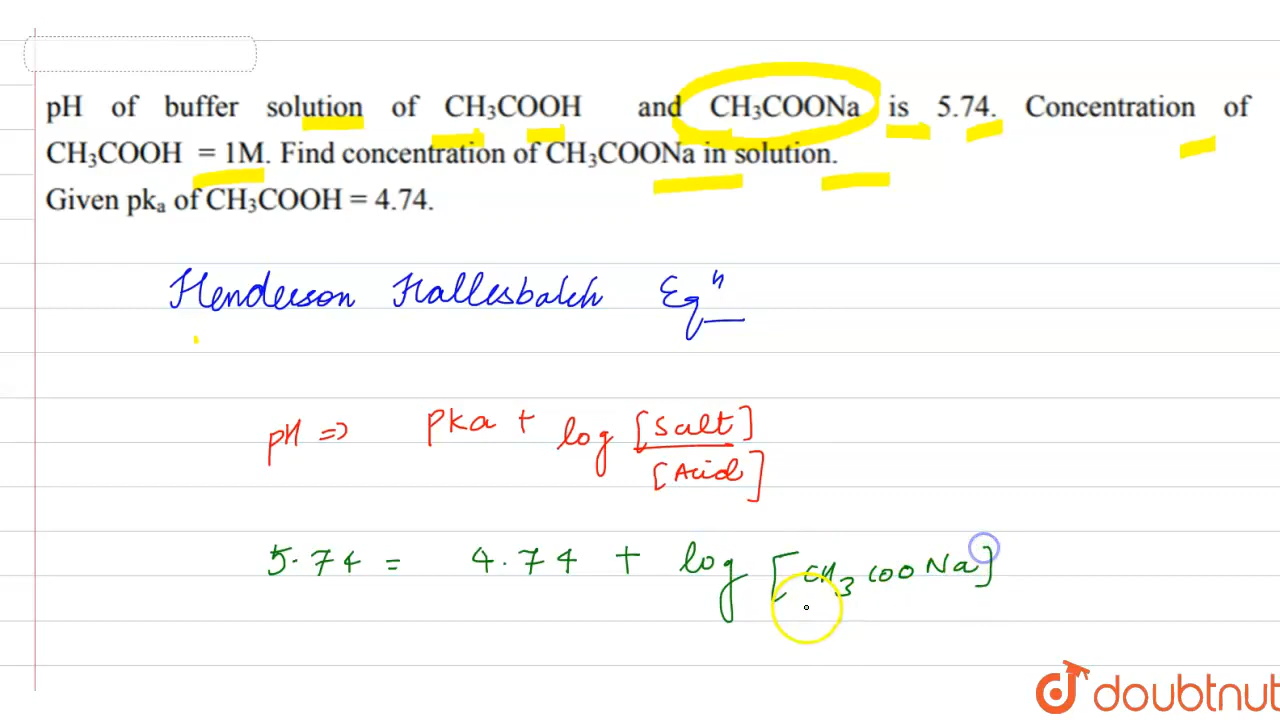 pH of buffer solution of CH₃COOH and CH₃COONa is 5.74. Concentration of
CH₃COOH = 1M. Find concentration of CH₃COONa in solution.
Given pkₐ of CH₃COOH = 4.74.
Henderson Hallesbalch Eqⁿ
pH => pka + log [Salt]
[Acid]
5.74 = 4.74 + log [CH₃COONa]
doubtnut